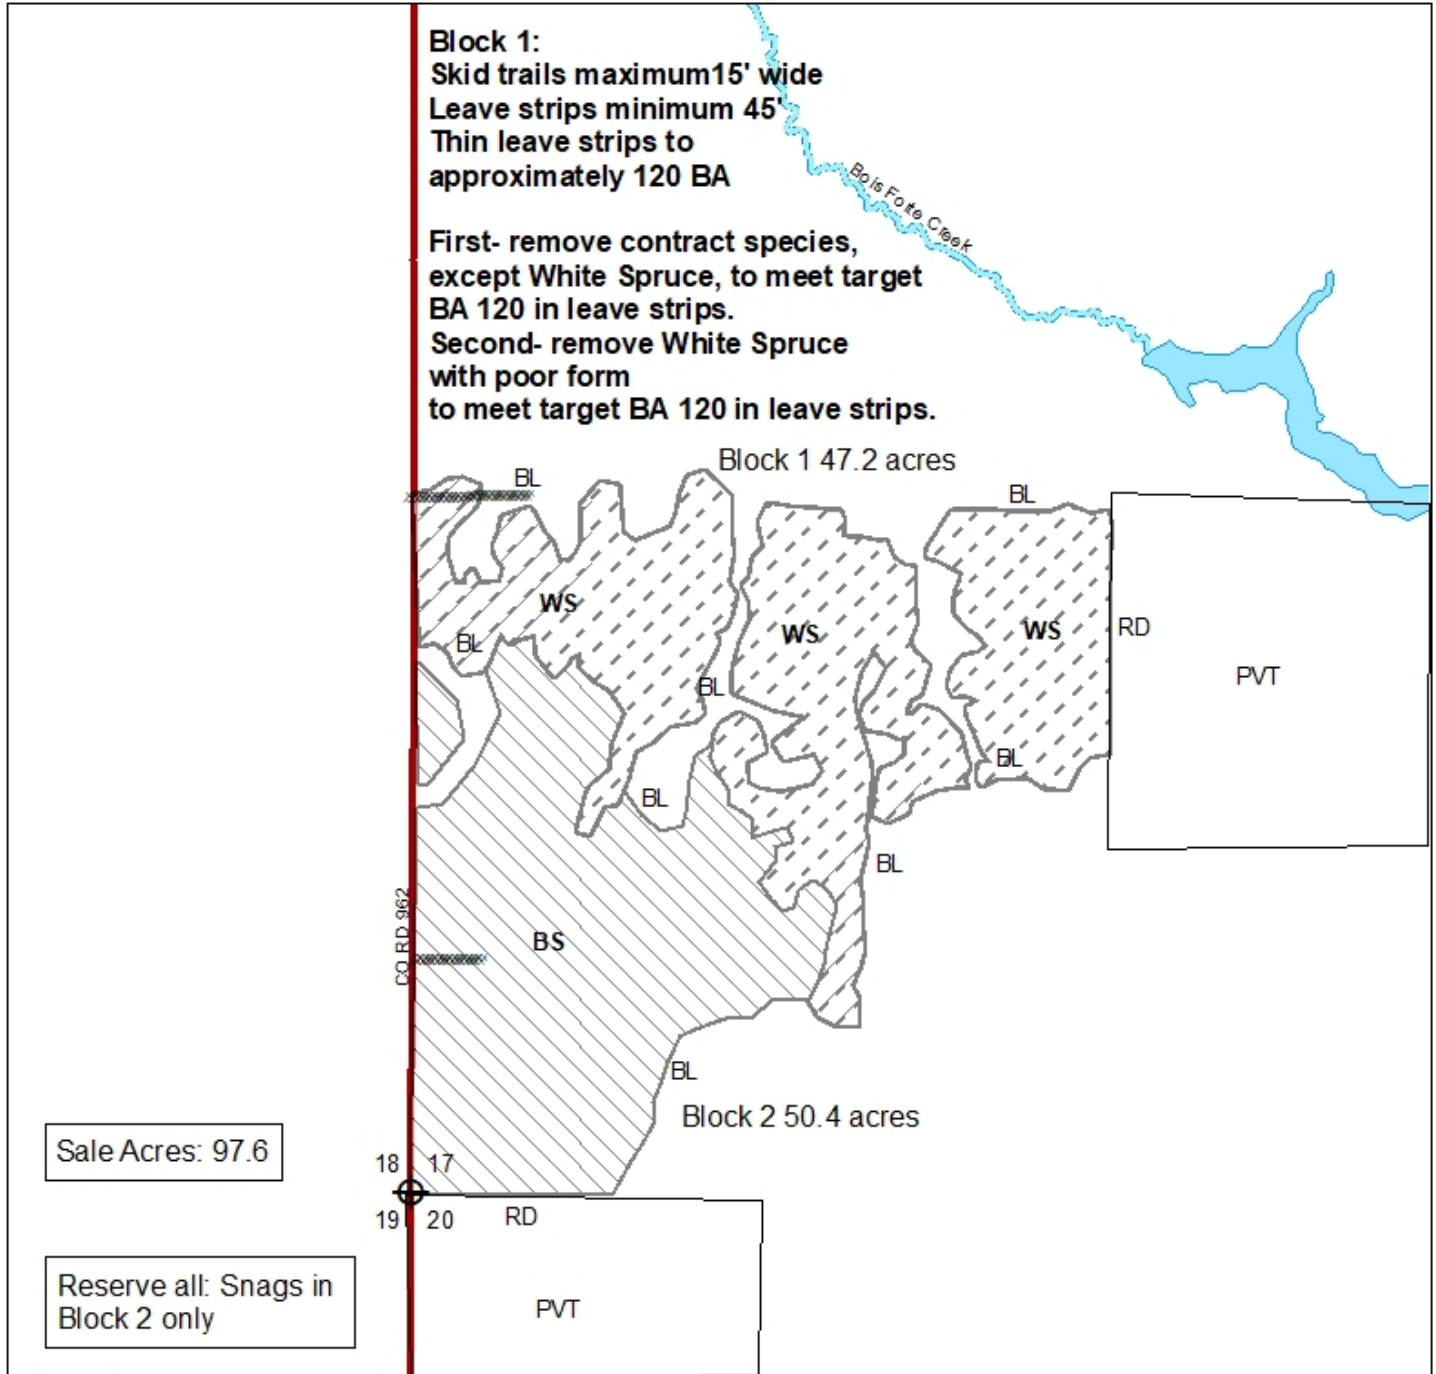 Block 1:
Skid trails maximum15' wide
Leave strips minimum 45'
Thin leave strips to
approximately 120 BA
First- remove contract species,
except White Spruce, to meet target
BA 120 in leave strips.
Second- remove White Spruce
with poor form
to meet target BA 120 in leave strips.
Bois Forte Creek
Block 1 47.2 acres
BL
BL
WS
WS
WS
RD
BL
PVT
BL
BL
BL
BL
CO RD 962
BS
BL
Block 2 50.4 acres
Sale Acres: 97.6
18 17
19 20
RD
Reserve all: Snags in
Block 2 only
PVT